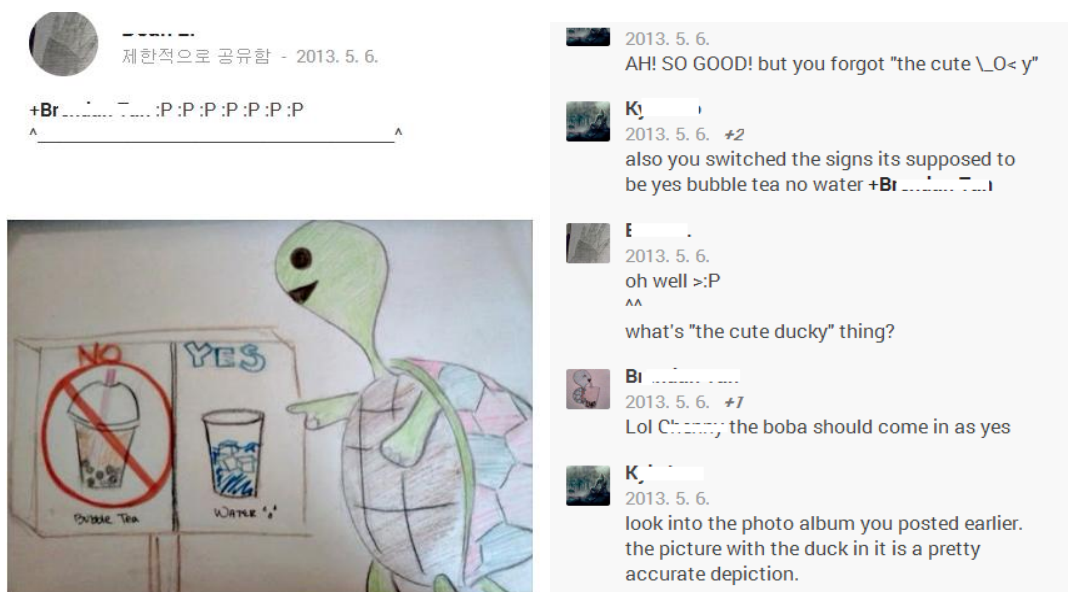 제한적으로 공유함 - 2013. 5. 6.
:P :P :P :P :P :P :P
^___________________________________^
NO
YES
Bubble Tea
WATER ^.^
2013. 5. 6.
AH! SO GOOD! but you forgot "the cute \_O< y"
2013. 5. 6. +2
also you switched the signs its supposed to
be yes bubble tea no water
2013. 5. 6.
oh well >:P
^^
what's "the cute ducky" thing?
2013. 5. 6. +1
Lol the boba should come in as yes
2013. 5. 6.
look into the photo album you posted earlier.
the picture with the duck in it is a pretty
accurate depiction.